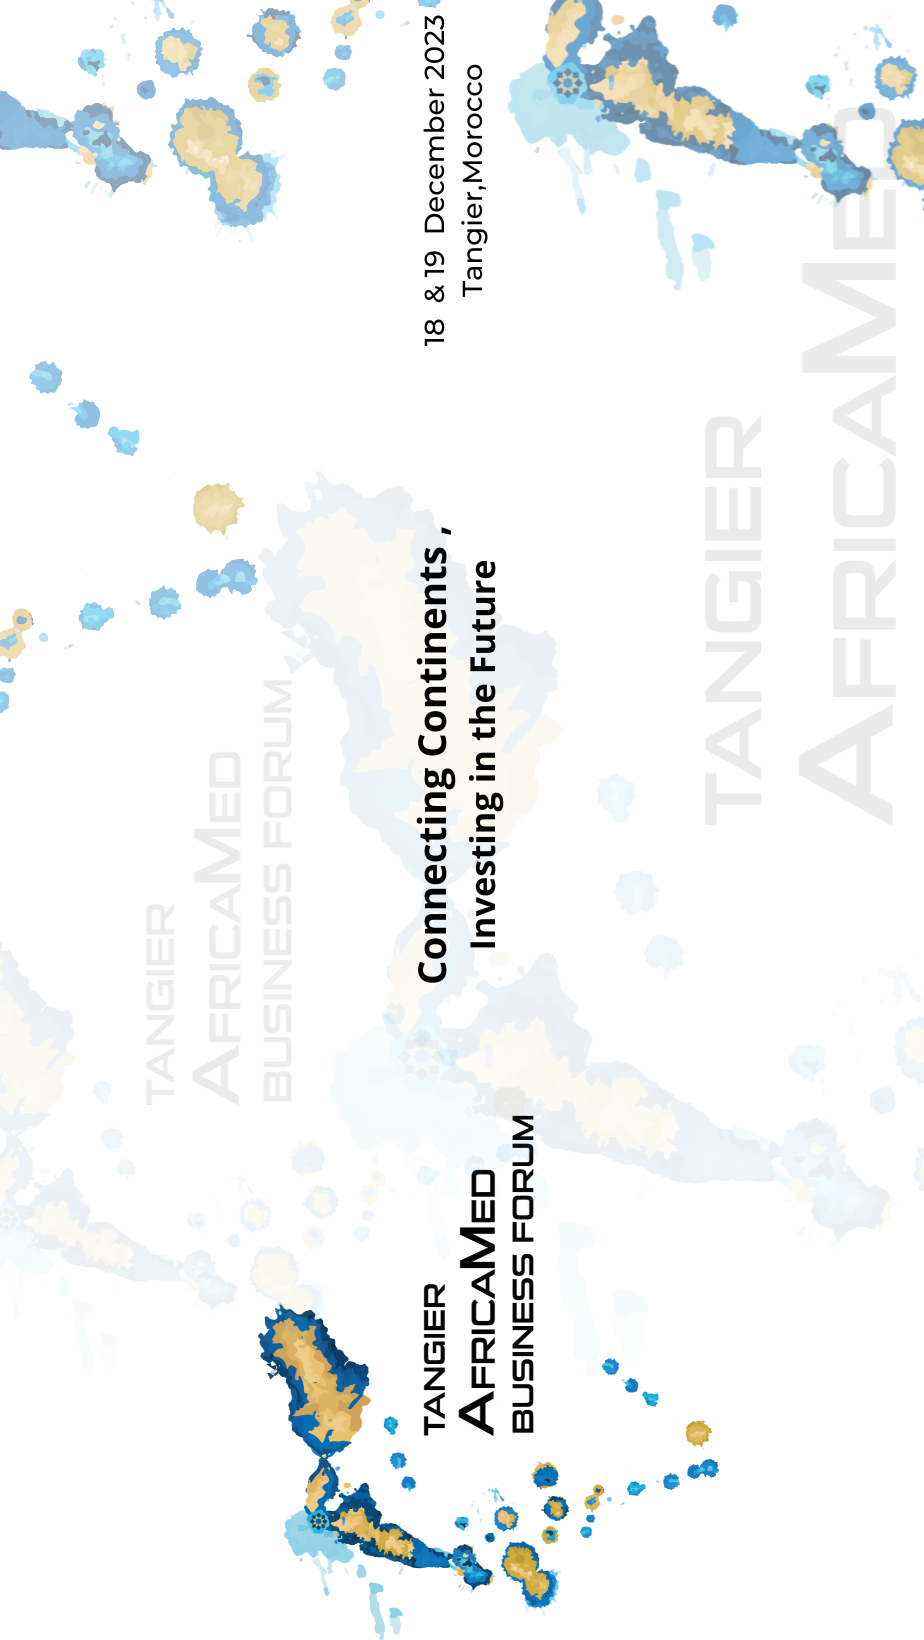 TANGIER
AFRICAMED
BUSINESS FORUM
Connecting Continents ,
Investing in the Future
18 & 19 December 2023
Tangier,Morocco
TANGIER
AFRICAMED
BUSINESS FORUM
TANGIER
AFRICAMED